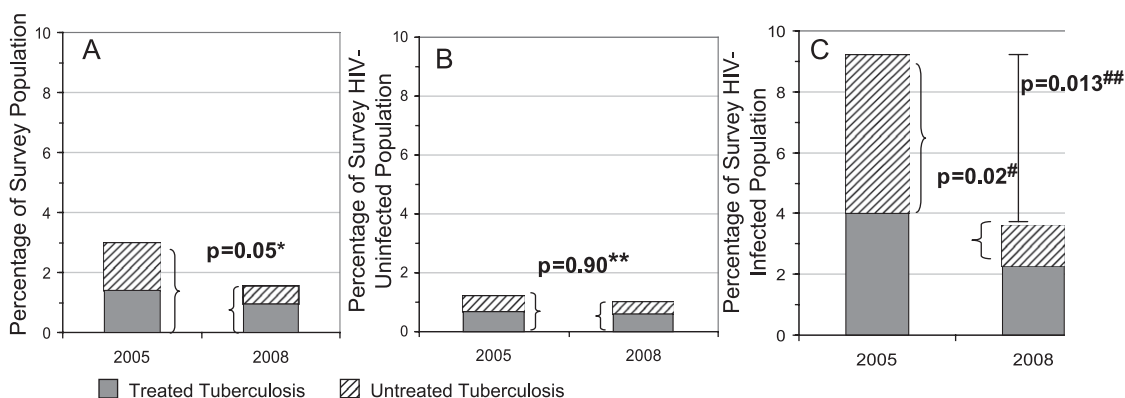 A
Percentage of Survey Population
10
8
6
4
2
0
p=0.05*
2005
2008
B
Percentage of Survey HIV-
Uninfected Population
10
8
6
4
2
0
p=0.90**
2005
2008
C
Percentage of Survey HIV-
Infected Population
10
8
6
4
2
0
p=0.013##
p=0.02#
2005
2008
Treated Tuberculosis
Untreated Tuberculosis